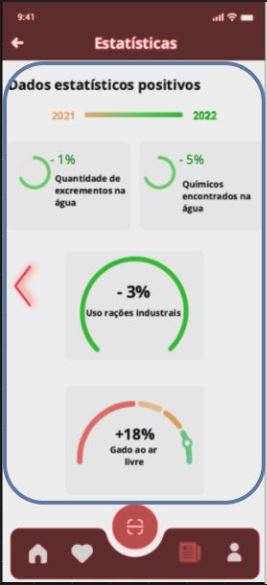 9:41
Estatísticas
Dados estatísticos positivos
2021
2022
- 1%
Quantidade de
excrementos na
água
- 5%
Químicos
encontrados na
água
- 3%
Uso rações industrais
+18%
Gado ao ar
livre